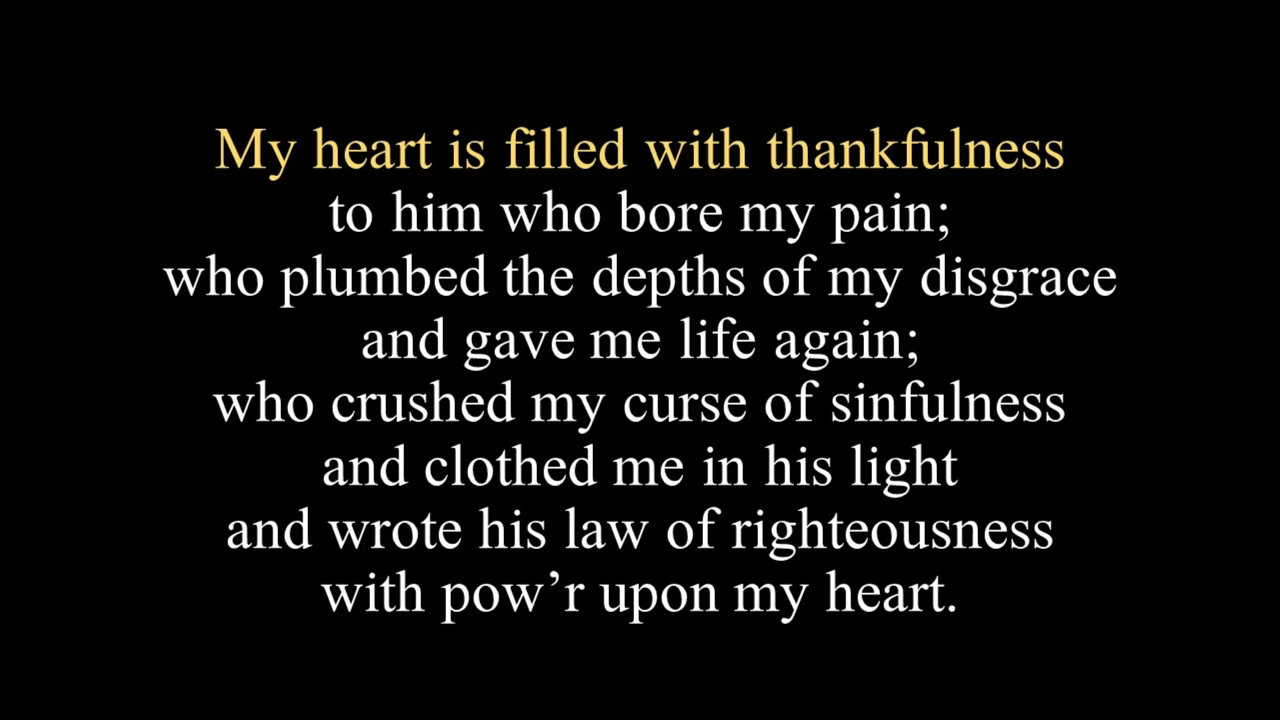 My heart is filled with thankfulness
to him who bore my pain;
who plumbed the depths of my disgrace
and gave me life again;
who crushed my curse of sinfulness
and clothed me in his light
and wrote his law of righteousness
with pow’r upon my heart.